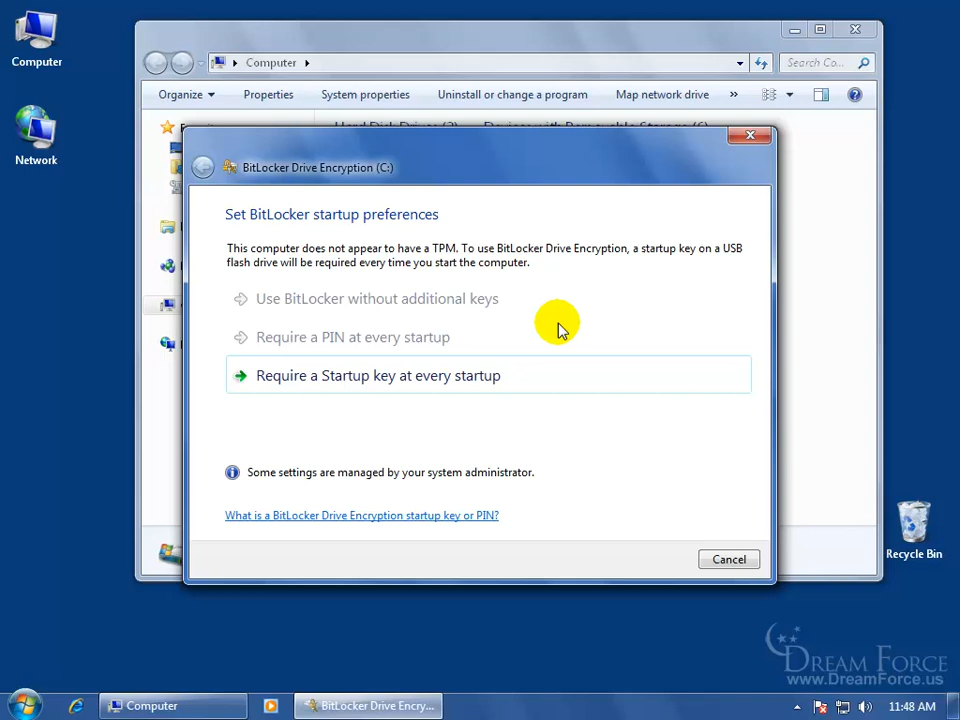 Computer
Network
Computer
Search Co...
Organize
Properties
System properties
Uninstall or change a program
Map network drive
»
BitLocker Drive Encryption (C:)
Set BitLocker startup preferences
This computer does not appear to have a TPM. To use BitLocker Drive Encryption, a startup key on a USB
flash drive will be required every time you start the computer.
Use BitLocker without additional keys
Require a PIN at every startup
Require a Startup key at every startup
Some settings are managed by your system administrator.
What is a BitLocker Drive Encryption startup key or PIN?
Cancel
Recycle Bin
DREAM FORCE
www.DreamForce.us
Computer
BitLocker Drive Encry...
11:48 AM